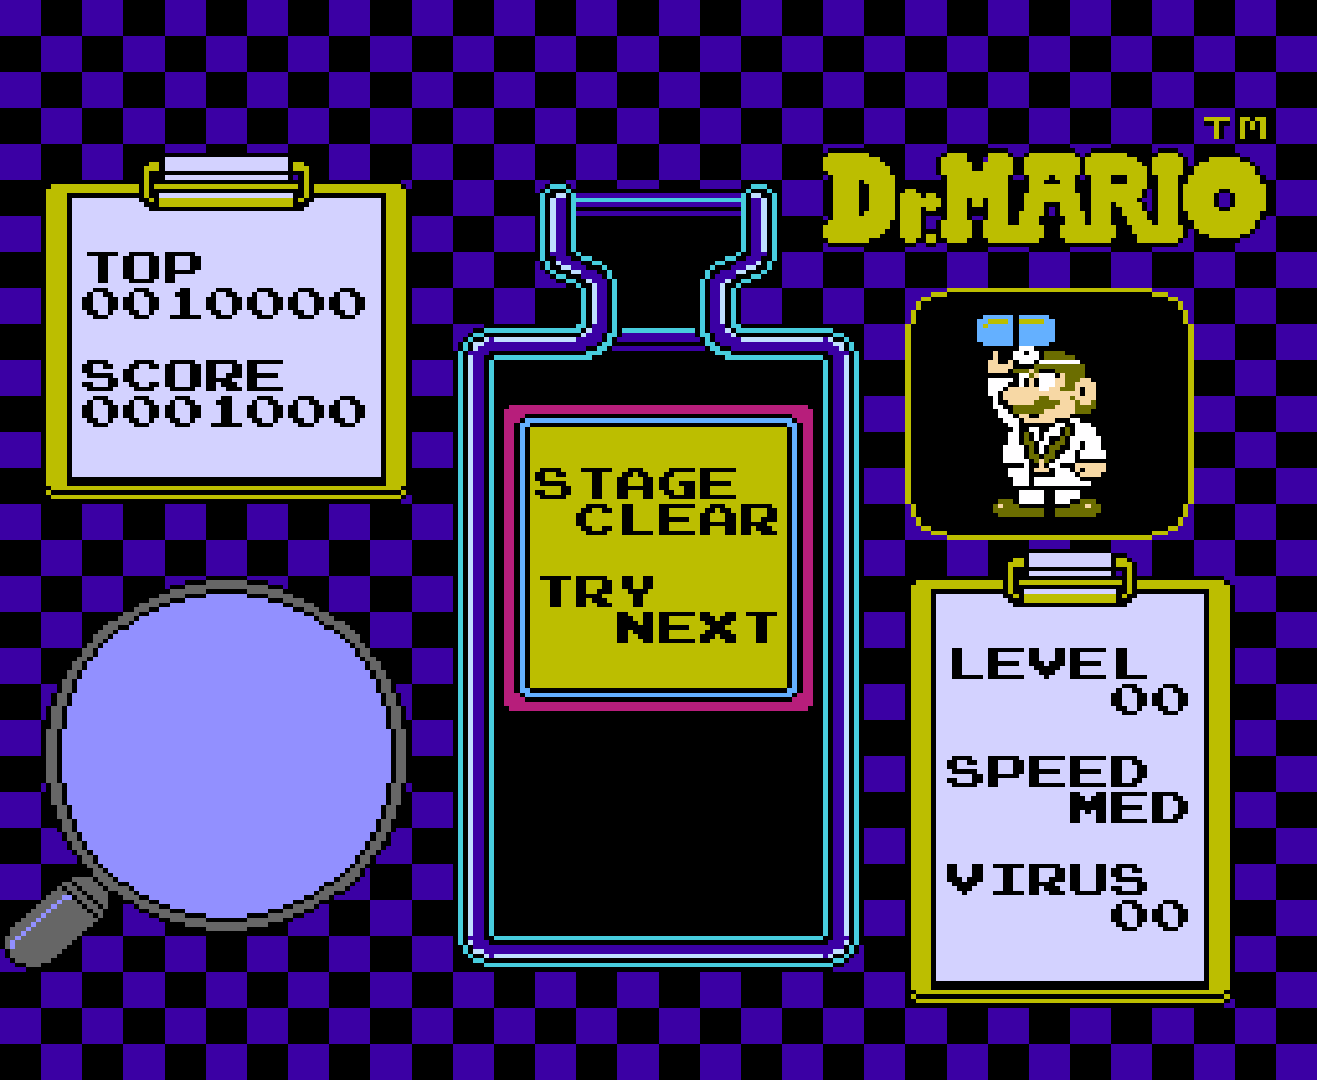 TM
Dr. MARIO
TOP
0010000
SCORE
0001000
STAGE
CLEAR
TRY
NEXT
LEVEL
00
SPEED
MED
VIRUS
00